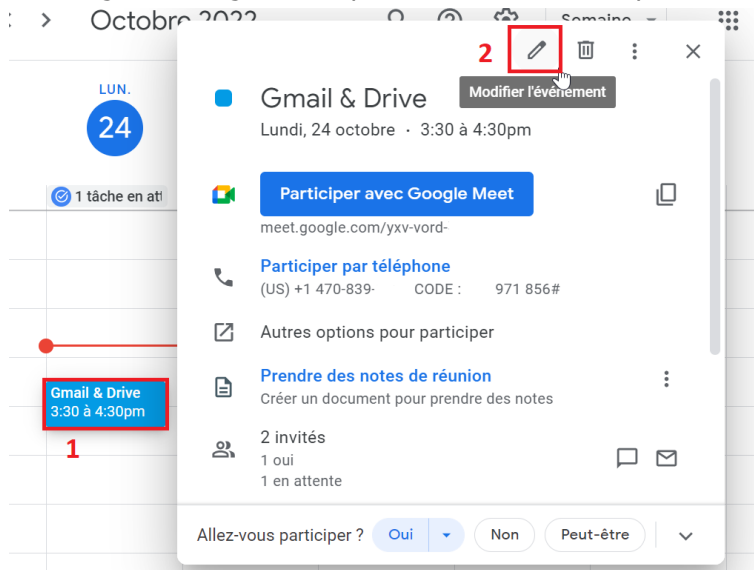 Octobre 2022
Semaine
2
Modifier l'événement
LUN.
24
1 tâche en att
Gmail & Drive
Lundi, 24 octobre · 3:30 à 4:30pm
Participer avec Google Meet
meet.google.com/yxv-vord-
Participer par téléphone
(US) +1 470-839- CODE : 971 856#
Autres options pour participer
Prendre des notes de réunion
Créer un document pour prendre des notes
Gmail & Drive
3:30 à 4:30pm
1
2 invités
1 oui
1 en attente
Allez-vous participer ? Oui Non Peut-être